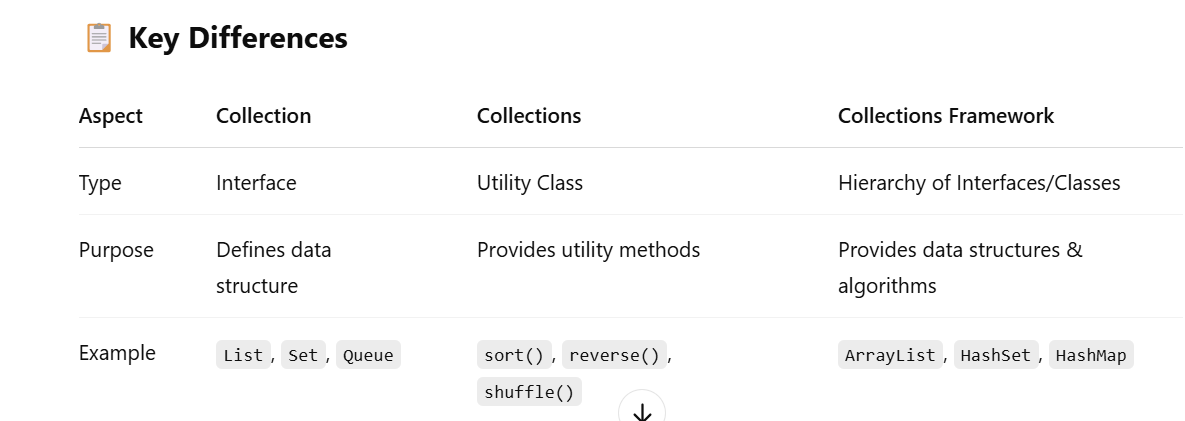 📋 Key Differences
Aspect Collection Collections Collections Framework
Type Interface Utility Class Hierarchy of Interfaces/Classes
Purpose Defines data structure Provides utility methods Provides data structures & algorithms
Example List, Set, Queue sort(), reverse(), shuffle() ArrayList, HashSet, HashMap